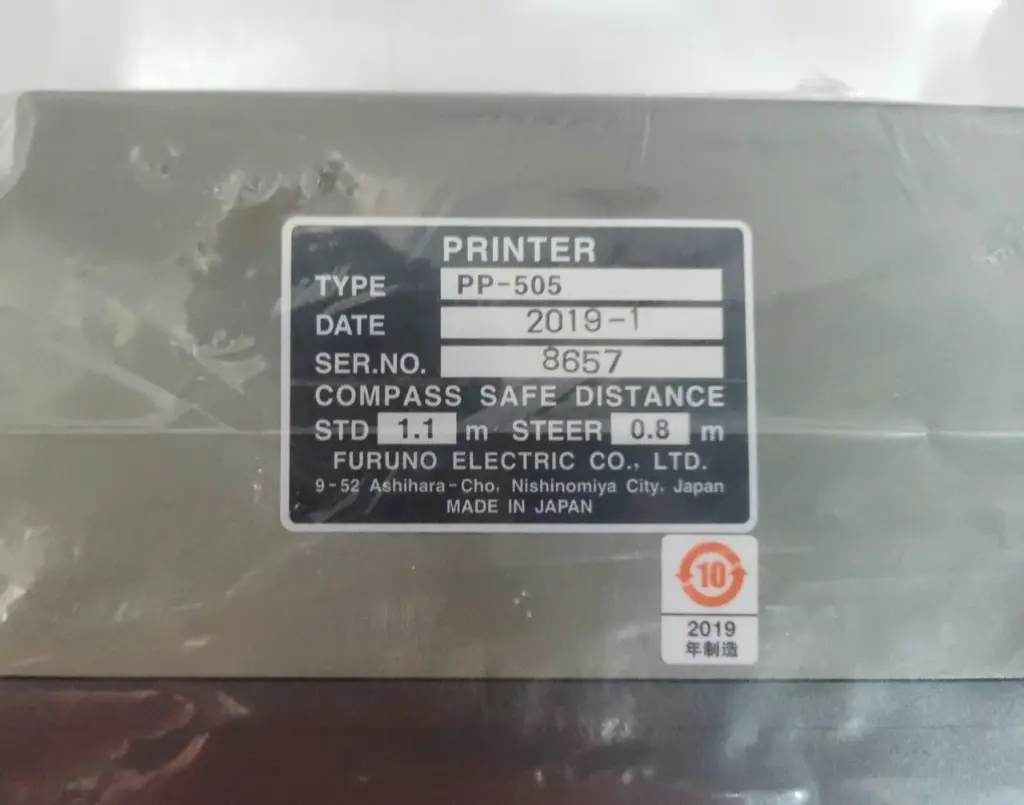 PRINTER
TYPE PP-505
DATE 2019-1
SER.NO. 8657
COMPASS SAFE DISTANCE
STD 1.1 m STEER 0.8 m
FURUNO ELECTRIC CO., LTD.
9-52 Ashihara-Cho, Nishinomiya City, Japan
MADE IN JAPAN
10
2019
年制造